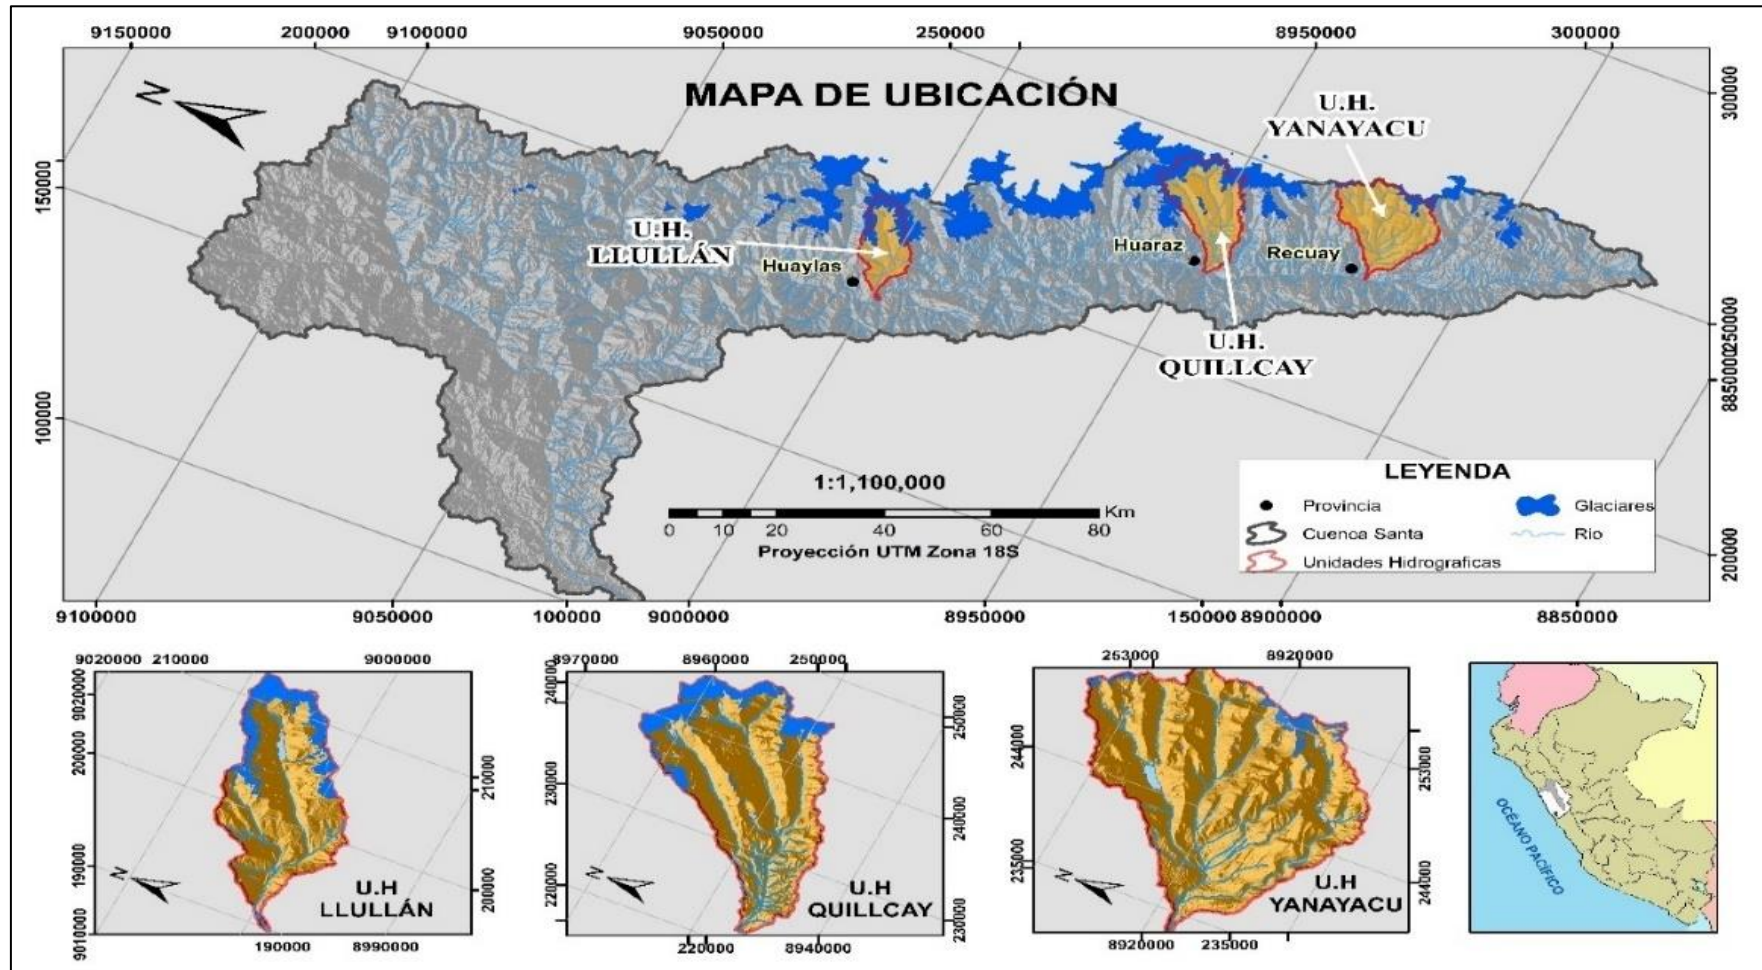 9150000 200000 9100000 9050000 250000 8950000 300000
MAPA DE UBICACIÓN
N
300000
150000
U.H.
YANAYACU
U.H.
LLULLÁN
Huaylas
Huaraz
Recuay
250000
8850000
U.H.
QUILLCAY
100000
200000
1:1,100,000
Km
0 10 20 40 60 80
Proyección UTM Zona 18S
LEYENDA
Provincia
Glaciares
Cuenca Santa
Rio
Unidades Hidrograficas
9100000 9050000 100000 9000000 8950000 150000 8900000 8850000
9020000 210000 9000000
9020000
200000
190000
9010000
210000
200000
N
U.H
LLULLÁN
190000 8990000
8970000 8960000 250000
240000
230000
220000
250000
240000
230000
N
U.H
QUILLCAY
220000 8940000
253000 8920000
244000
235000
253000
244000
N
U.H
YANAYACU
8920000 235000
OCÉANO PACÍFICO